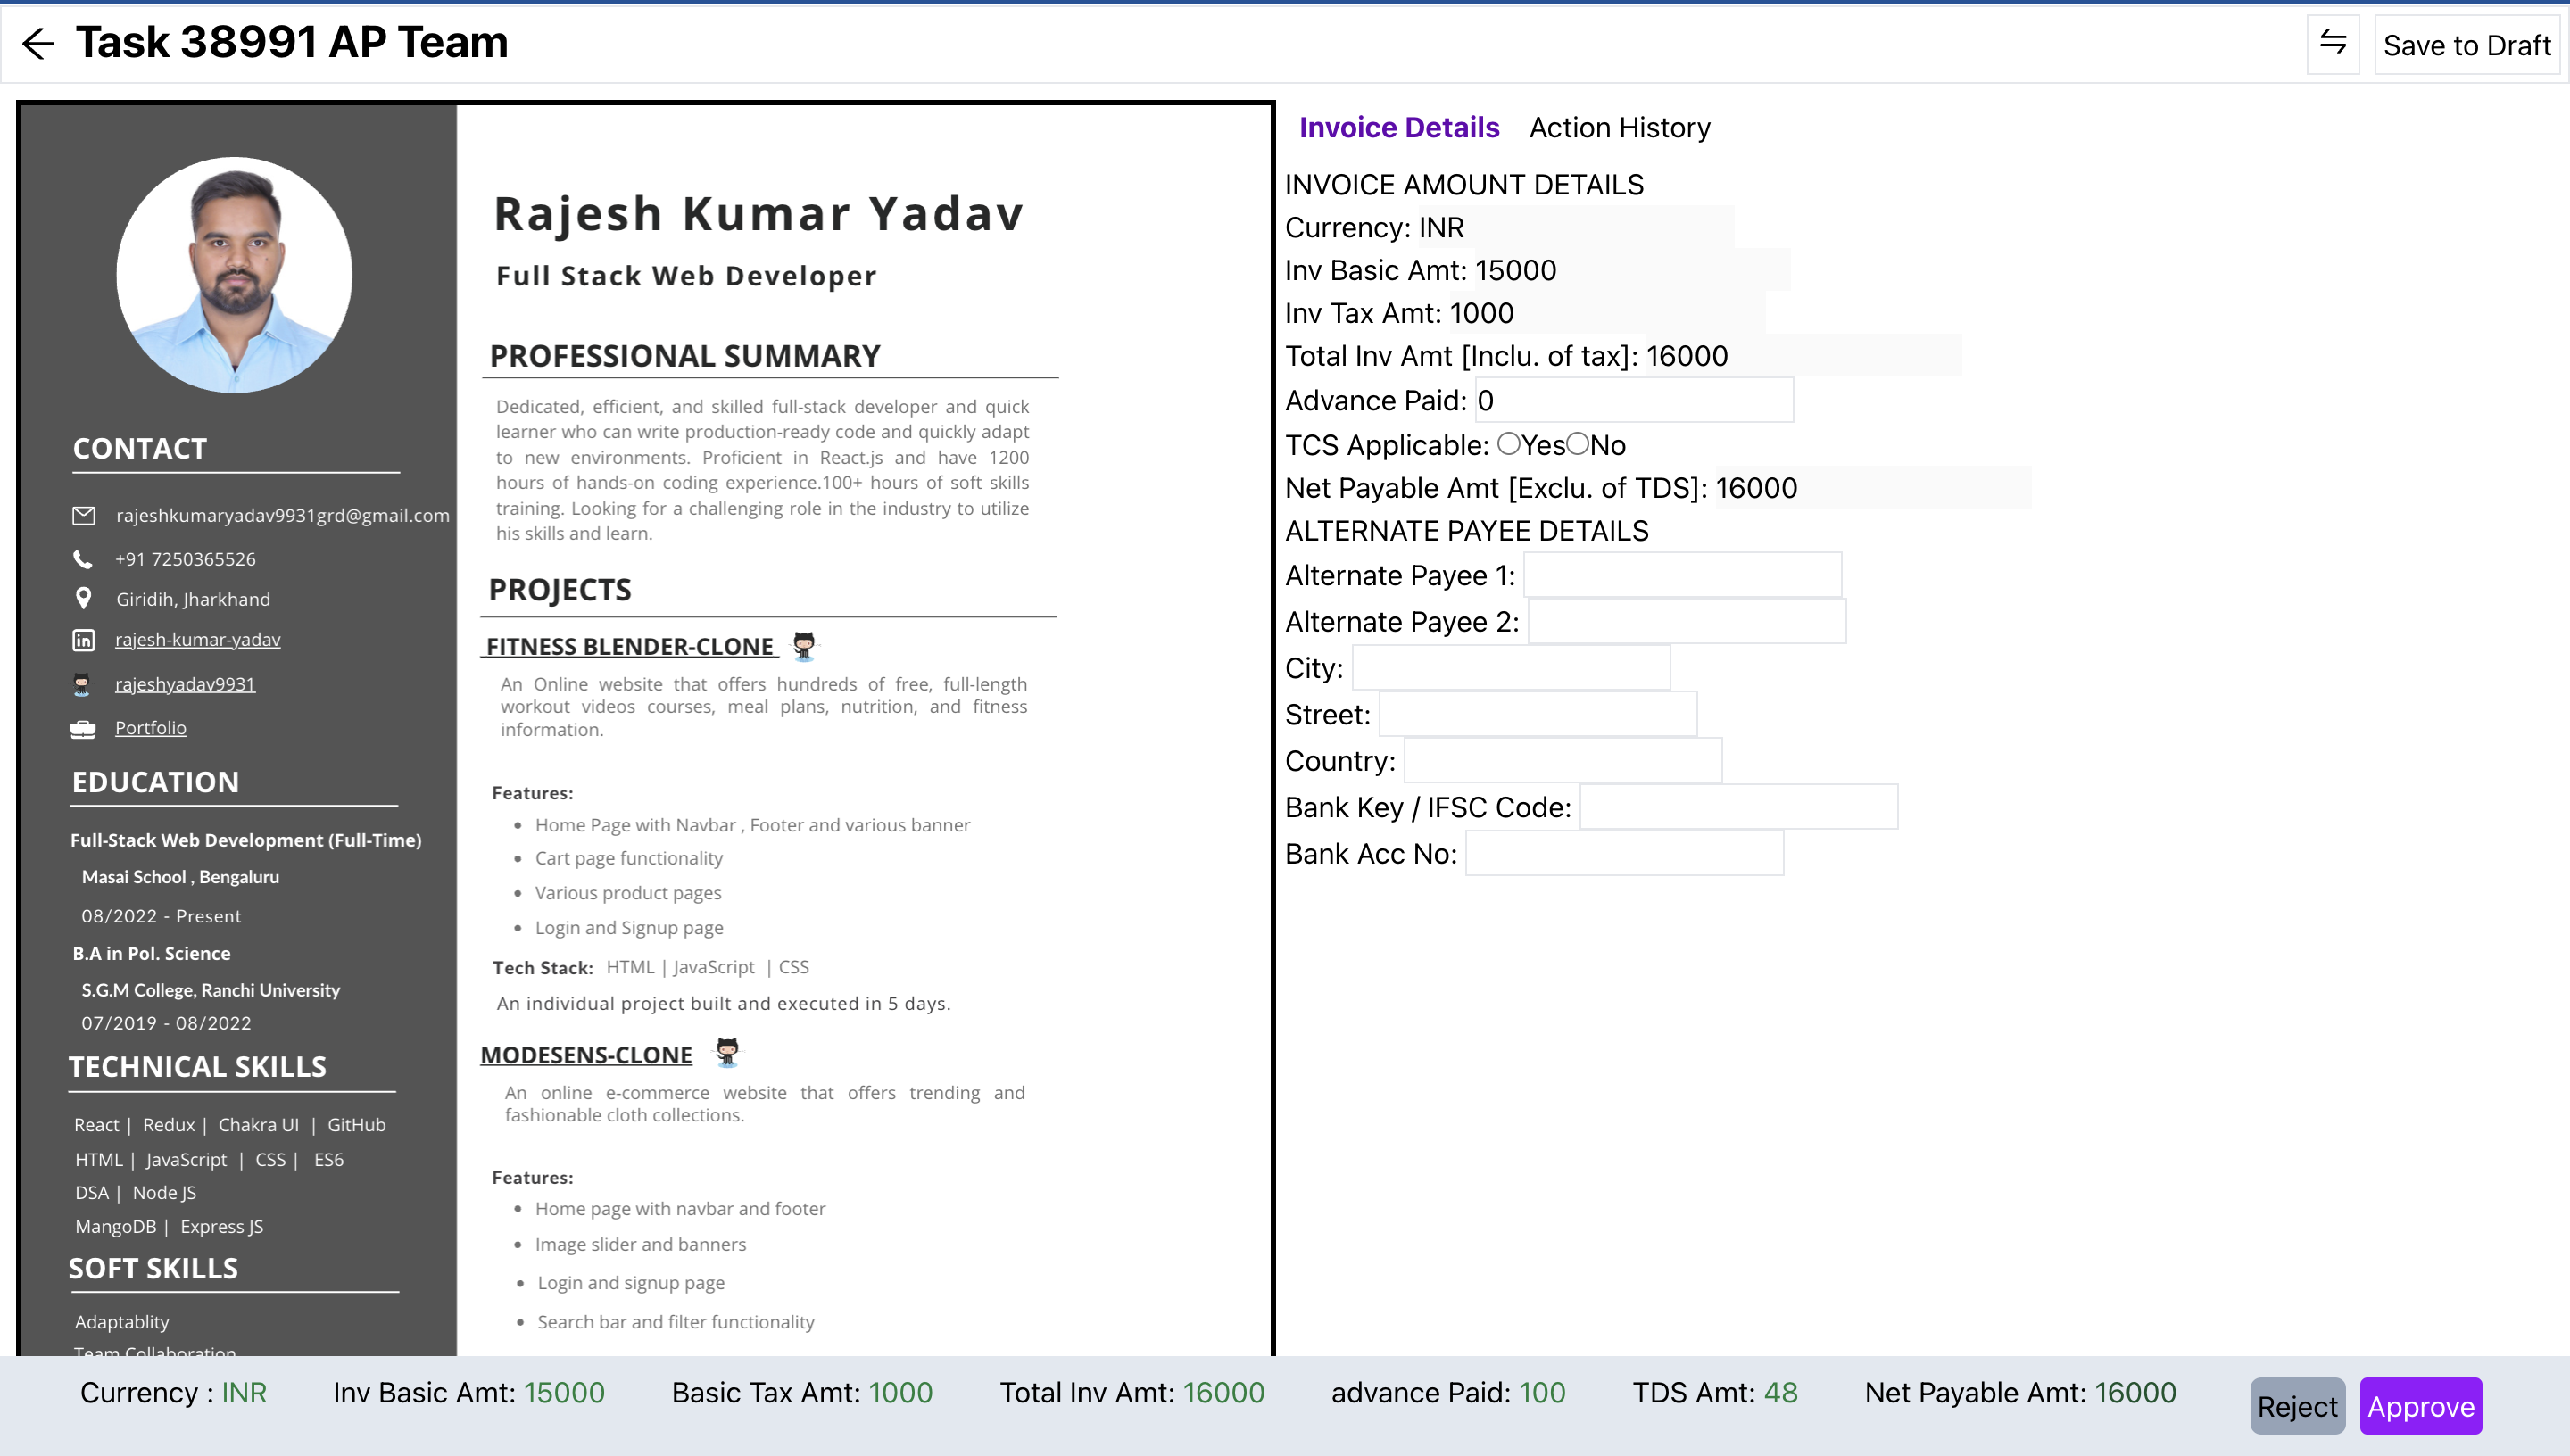 Task 38991 AP Team
Save to Draft
Rajesh Kumar Yadav
Full Stack Web Developer
PROFESSIONAL SUMMARY
Dedicated, efficient, and skilled full-stack developer and quick
learner who can write production-ready code and quickly adapt
to new environments. Proficient in React.js and have 1200
hours of hands-on coding experience.100+ hours of soft skills
training. Looking for a challenging role in the industry to utilize
his skills and learn.
PROJECTS
FITNESS BLENDER-CLONE
An Online website that offers hundreds of free, full-length
workout videos courses, meal plans, nutrition, and fitness
information.
Features:
• Home Page with Navbar , Footer and various banner
• Cart page functionality
• Various product pages
• Login and Signup page
Tech Stack: HTML | JavaScript | CSS
An individual project built and executed in 5 days.
MODESENS-CLONE
An online e-commerce website that offers trending and
fashionable cloth collections.
Features:
• Home page with navbar and footer
• Image slider and banners
• Login and signup page
• Search bar and filter functionality
CONTACT
rajeshkumaryadav9931grd@gmail.com
+91 7250365526
Giridih, Jharkhand
rajesh-kumar-yadav
rajeshyadav9931
Portfolio
EDUCATION
Full-Stack Web Development (Full-Time)
Masai School , Bengaluru
08/2022 - Present
B.A in Pol. Science
S.G.M College, Ranchi University
07/2019 - 08/2022
TECHNICAL SKILLS
React | Redux | Chakra UI | GitHub
HTML | JavaScript | CSS | ES6
DSA | Node JS
MangoDB | Express JS
SOFT SKILLS
Adaptablity
Team Collaboration
Invoice Details Action History
INVOICE AMOUNT DETAILS
Currency: INR
Inv Basic Amt: 15000
Inv Tax Amt: 1000
Total Inv Amt [Inclu. of tax]: 16000
Advance Paid: 0
TCS Applicable: Yes No
Net Payable Amt [Exclu. of TDS]: 16000
ALTERNATE PAYEE DETAILS
Alternate Payee 1:
Alternate Payee 2:
City:
Street:
Country:
Bank Key / IFSC Code:
Bank Acc No:
Currency : INR Inv Basic Amt: 15000 Basic Tax Amt: 1000 Total Inv Amt: 16000 advance Paid: 100 TDS Amt: 48 Net Payable Amt: 16000 Reject Approve